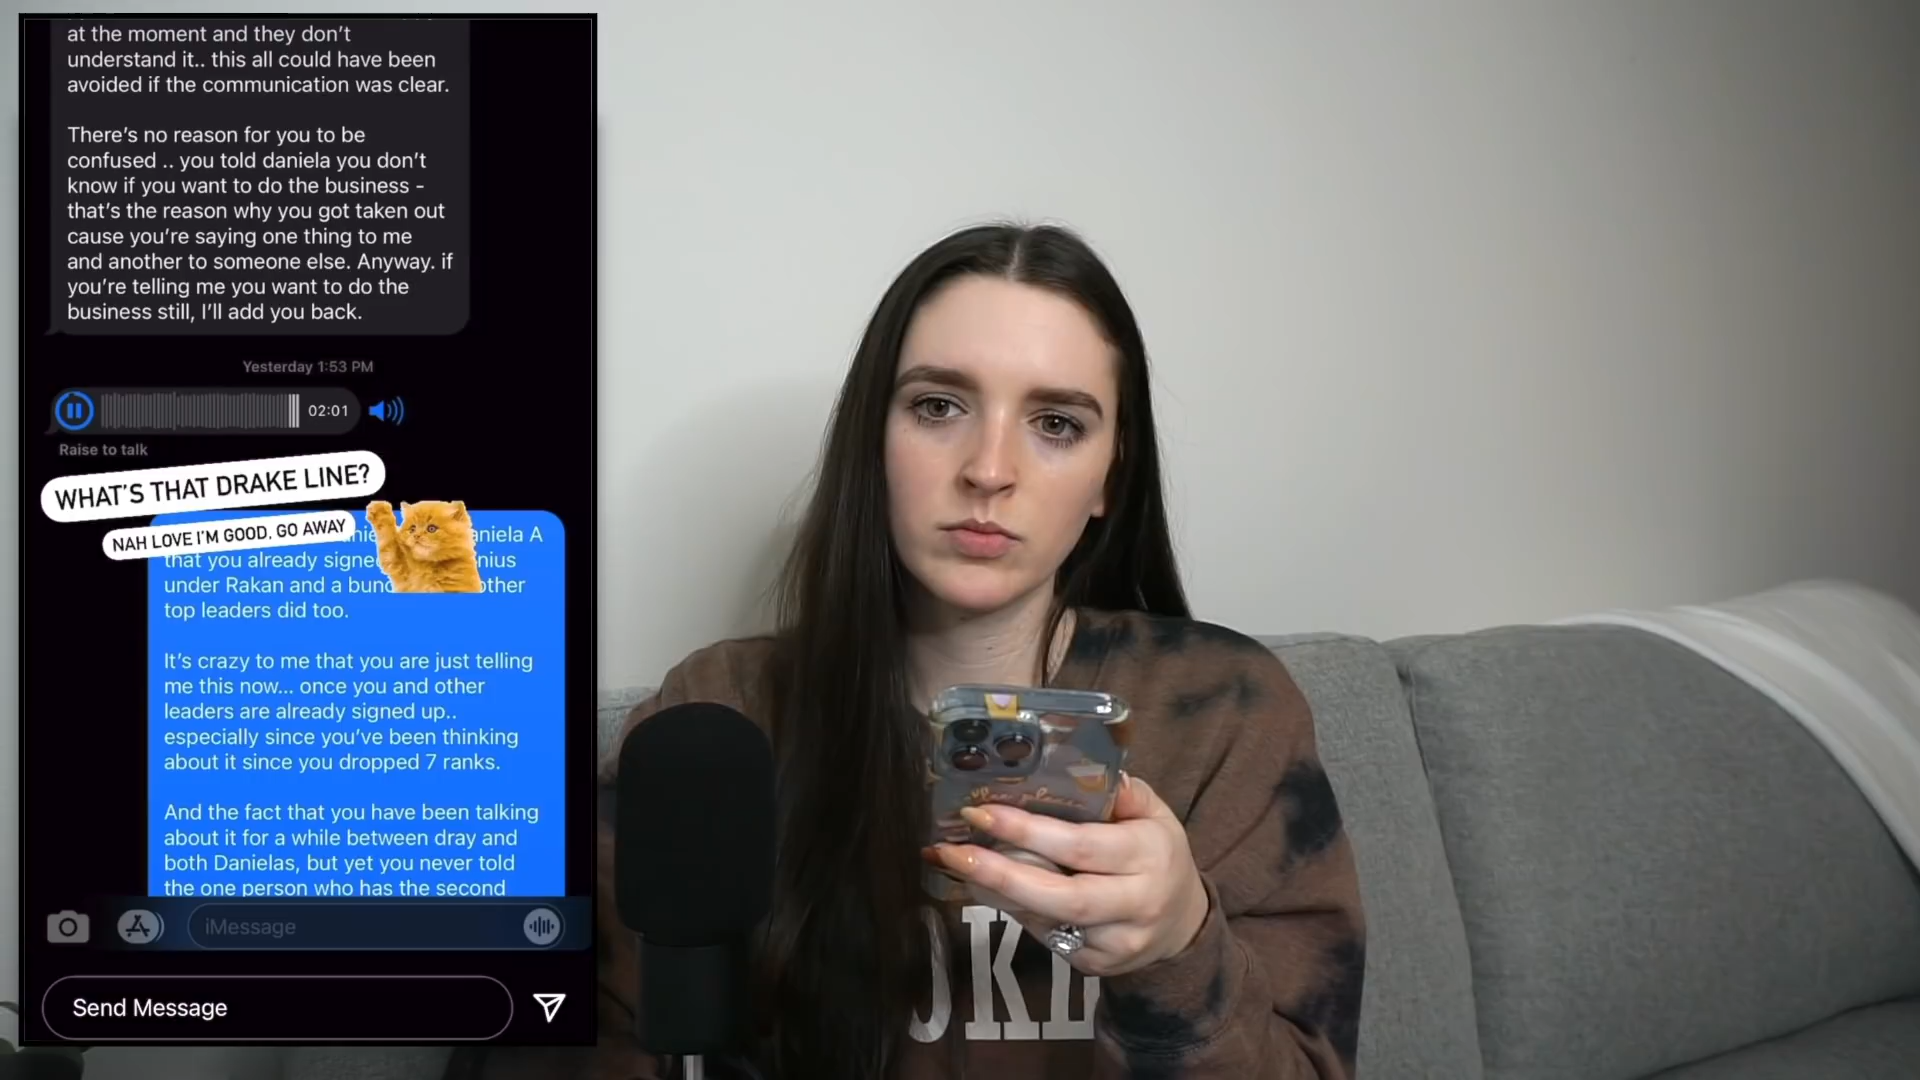 at the moment and they don't
understand it.. this all could have been
avoided if the communication was clear.
There's no reason for you to be
confused .. you told daniela you don't
know if you want to do the business -
that's the reason why you got taken out
cause you're saying one thing to me
and another to someone else. Anyway. if
you're telling me you want to do the
business still, I'll add you back.
Yesterday 1:53 PM
02:01
Raise to talk
WHAT'S THAT DRAKE LINE?
NAH LOVE I'M GOOD. GO AWAY
A
that you already
under Rakan and a other
top leaders did too.
It's crazy to me that you are just telling
me this now... once you and other
leaders are already signed up..
especially since you've been thinking
about it since you dropped 7 ranks.
And the fact that you have been talking
about it for a while between dray and
both Danielas, but yet you never told
the one person who has the second
iMessage
Send Message